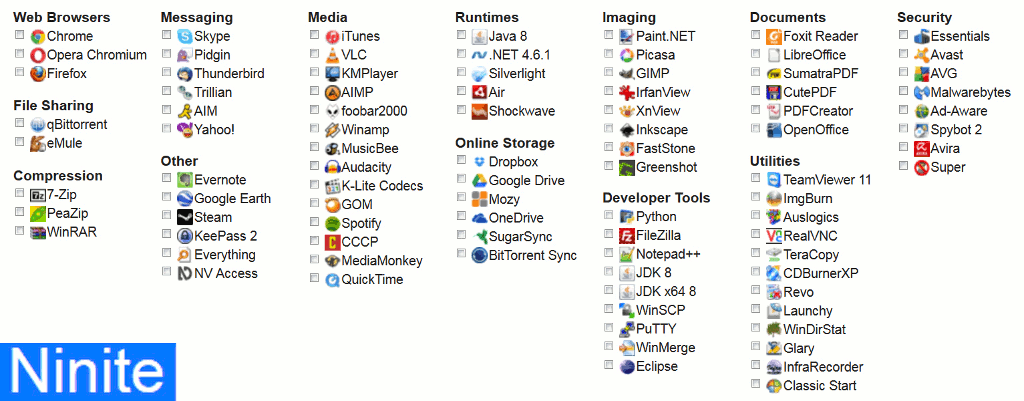 Web Browsers
Chrome
Opera Chromium
Firefox
File Sharing
qBittorrent
eMule
Compression
7-Zip
PeaZip
WinRAR
Messaging
Skype
Pidgin
Thunderbird
Trillian
AIM
Yahoo!
Other
Evernote
Google Earth
Steam
KeePass 2
Everything
NV Access
Media
iTunes
VLC
KMPlayer
AIMP
foobar2000
Winamp
MusicBee
Audacity
K-Lite Codecs
GOM
Spotify
CCCP
MediaMonkey
QuickTime
Runtimes
Java 8
.NET 4.6.1
Silverlight
Air
Shockwave
Online Storage
Dropbox
Google Drive
Mozy
OneDrive
SugarSync
BitTorrent Sync
Imaging
Paint.NET
Picasa
GIMP
IrfanView
XnView
Inkscape
FastStone
Greenshot
Developer Tools
Python
FileZilla
Notepad++
JDK 8
JDK x64 8
WinSCP
PuTTY
WinMerge
Eclipse
Documents
Foxit Reader
LibreOffice
SumatraPDF
CutePDF
PDFCreator
OpenOffice
Utilities
TeamViewer 11
ImgBurn
Auslogics
RealVNC
TeraCopy
CDBurnerXP
Revo
Launchy
WinDirStat
Glary
InfraRecorder
Classic Start
Security
Essentials
Avast
AVG
Malwarebytes
Ad-Aware
Spybot 2
Avira
Super
Ninite